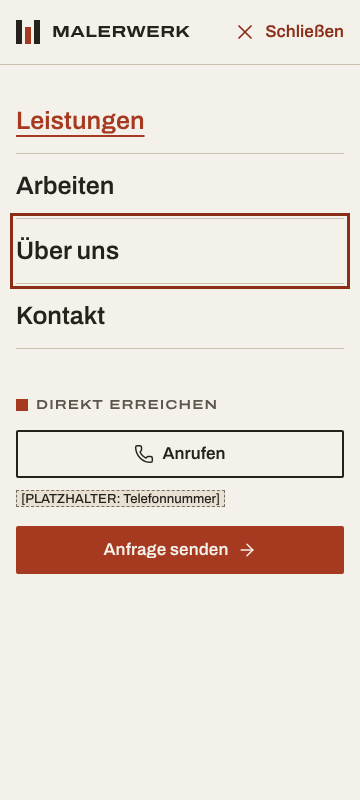 MALERWERK
Schließen
Leistungen
Arbeiten
Über uns
Kontakt
DIREKT ERREICHEN
Anrufen
[PLATZHALTER: Telefonnummer]
Anfrage senden